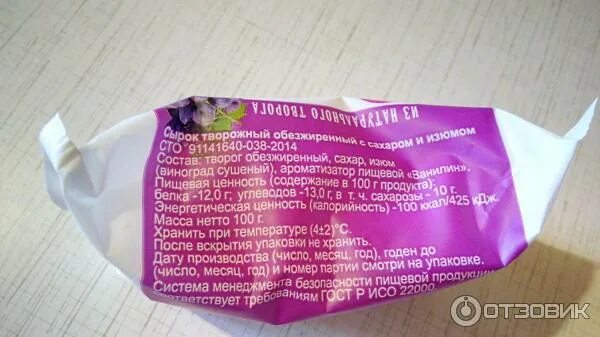 ИЗ НАТУРАЛЬНОГО ТВОРОГА
Сырок творожный обезжиренный с сахаром и изюмом
СТО 91141640-038-2014
Состав: творог обезжиренный, сахар, изюм
(виноград сушеный), ароматизатор пищевой «Ванилин».
Пищевая ценность (содержание в 100 г продукта):
белка -12,0 г; углеводов -13,0 г, в т. ч. сахарозы - 10 г.
Энергетическая ценность (калорийность) -100 ккал/425 кДж.
Масса нетто 100 г.
Хранить при температуре (4±2)°С.
После вскрытия упаковки не хранить.
Дату производства (число, месяц, год), годен до
(число, месяц, год) и номер партии смотри на упаковке.
Система менеджмента безопасности пищевой продукции
соответствует требованиям ГОСТ Р ИСО 22000
ОТЗОВИК